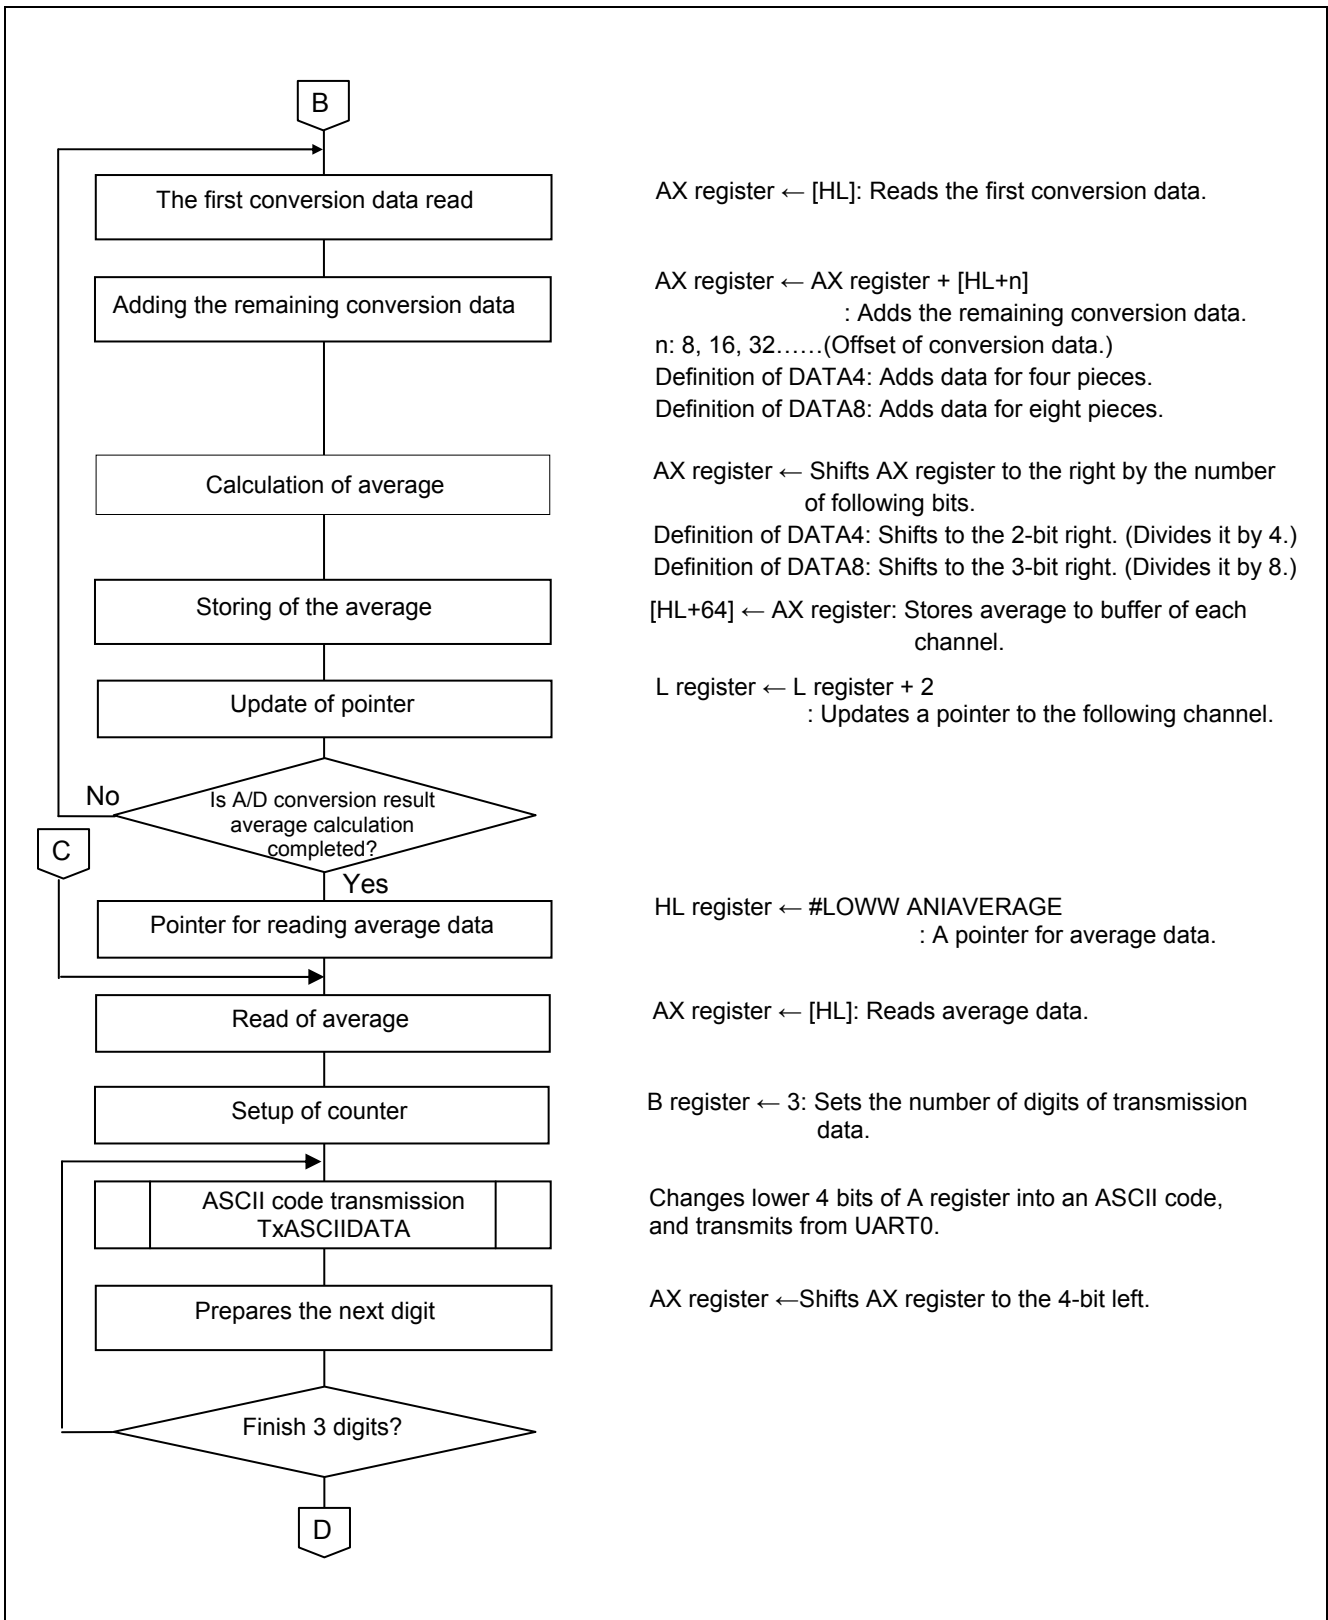 B
The first conversion data read
AX register ← [HL]: Reads the first conversion data.
Adding the remaining conversion data
AX register ← AX register + [HL+n]
: Adds the remaining conversion data.
n: 8, 16, 32……(Offset of conversion data.)
Definition of DATA4: Adds data for four pieces.
Definition of DATA8: Adds data for eight pieces.
Calculation of average
AX register ← Shifts AX register to the right by the number
of following bits.
Definition of DATA4: Shifts to the 2-bit right. (Divides it by 4.)
Definition of DATA8: Shifts to the 3-bit right. (Divides it by 8.)
Storing of the average
[HL+64] ← AX register: Stores average to buffer of each
channel.
Update of pointer
L register ← L register + 2
: Updates a pointer to the following channel.
No
Is A/D conversion result
average calculation
completed?
C
Yes
Pointer for reading average data
HL register ← #LOWW ANIAVERAGE
: A pointer for average data.
Read of average
AX register ← [HL]: Reads average data.
Setup of counter
B register ← 3: Sets the number of digits of transmission
data.
ASCII code transmission
TxASCIIDATA
Changes lower 4 bits of A register into an ASCII code,
and transmits from UART0.
Prepares the next digit
AX register ←Shifts AX register to the 4-bit left.
Finish 3 digits?
D